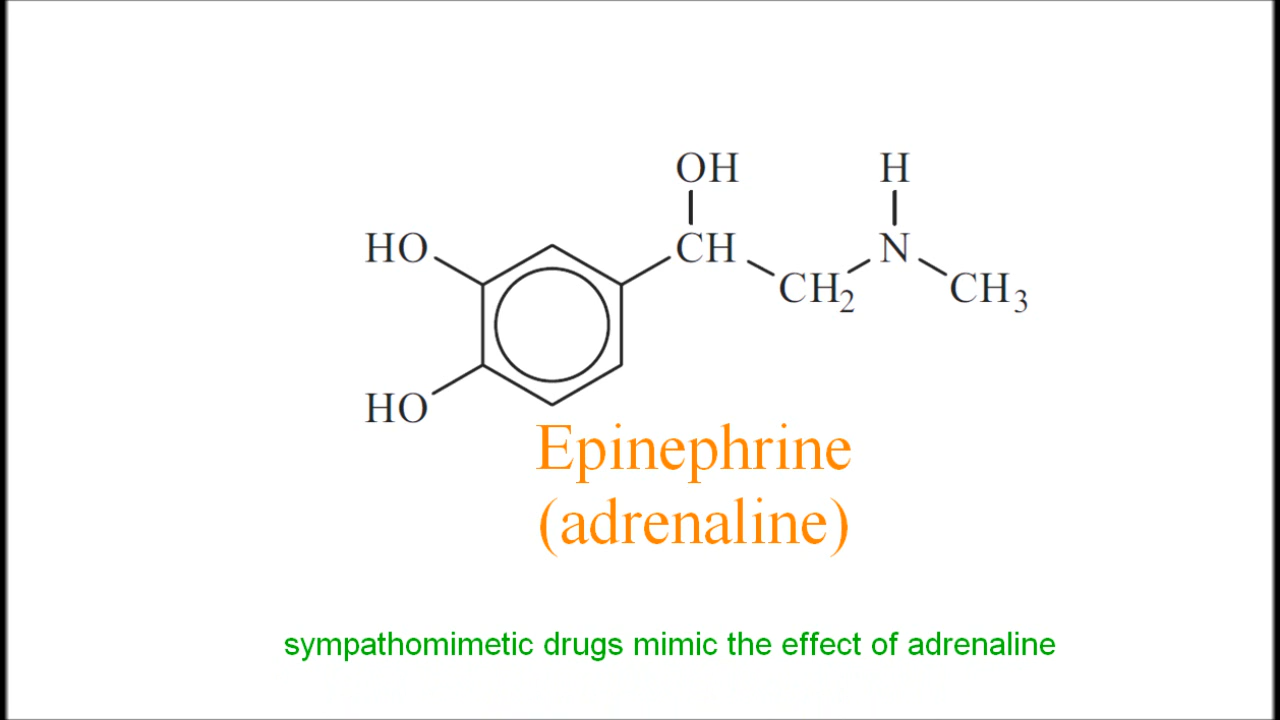 OH H
HO CH N
CH₂ CH₃
HO
Epinephrine
(adrenaline)
sympathomimetic drugs mimic the effect of adrenaline